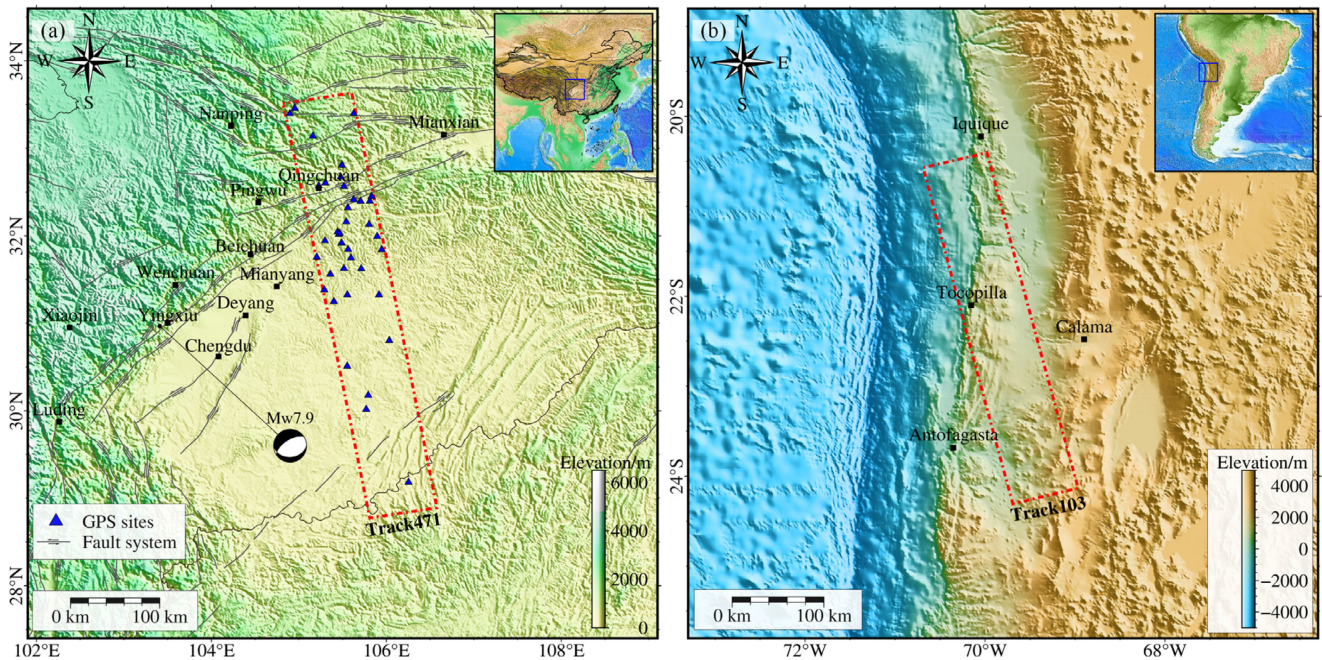 (a)
N
W E
S
34°N
32°N
30°N
28°N
102°E
104°E
106°E
108°E
Nanping
Mianxian
Qingchuan
Pingwu
Beichuan
Wenchuan
Mianyang
Deyang
Xiaojin
Yingxiu
Chengdu
Luding
Mw7.9
Track471
GPS sites
Fault system
0 km 100 km
Elevation/m
6000
4000
2000
0
(b)
N
W E
S
20°S
22°S
24°S
72°W
70°W
68°W
Iquique
Tocopilla
Calama
Antofagasta
Track103
0 km 100 km
Elevation/m
4000
2000
0
−2000
−4000